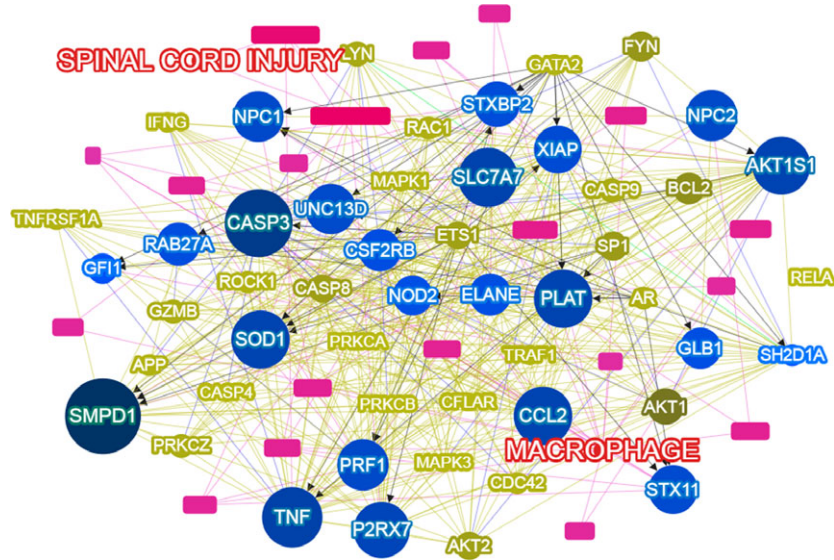 SPINAL CORD INJURY
LYN
GATA2
FYN
NPC1
STXBP2
NPC2
IFNG
RAC1
XIAP
AKT1S1
MAPK1
SLC7A7
CASP9
BCL2
TNFRSF1A
CASP3
UNC13D
RAB27A
ETS1
SP1
CSF2RB
GFI1
ROCK1
CASP8
NOD2
ELANE
PLAT
AR
RELA
GZMB
SOD1
PRKCA
TRAF1
GLB1
SH2D1A
APP
CASP4
PRKCB
CFLAR
SMPD1
CCL2
AKT1
PRKCZ
MACROPHAGE
PRF1
MAPK3
CDC42
STX11
TNF
P2RX7
AKT2